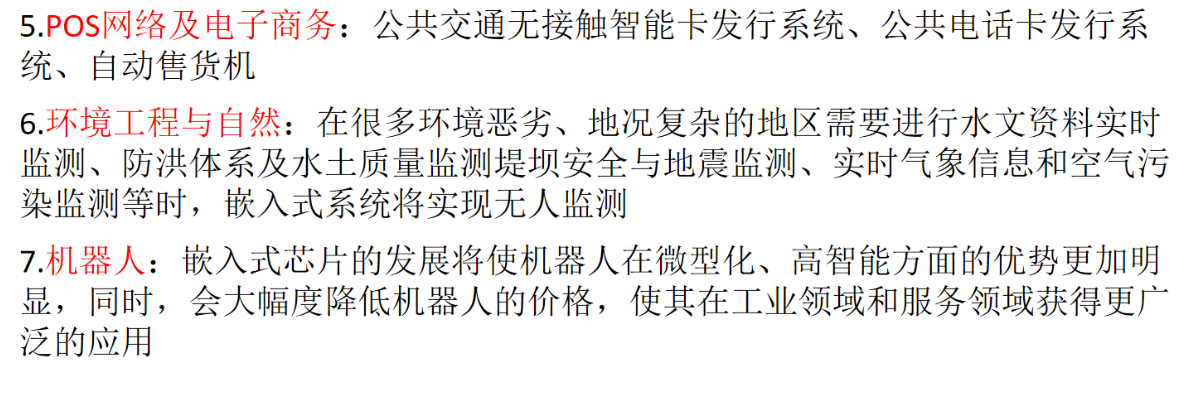 5.POS网络及电子商务：公共交通无接触智能卡发行系统、公共电话卡发行系
统、自动售货机
6.环境工程与自然：在很多环境恶劣、地况复杂的地区需要进行水文资料实时
监测、防洪体系及水土质量监测堤坝安全与地震监测、实时气象信息和空气污
染监测等时，嵌入式系统将实现无人监测
7.机器人：嵌入式芯片的发展将使机器人在微型化、高智能方面的优势更加明
显，同时，会大幅度降低机器人的价格，使其在工业领域和服务领域获得更广
泛的应用